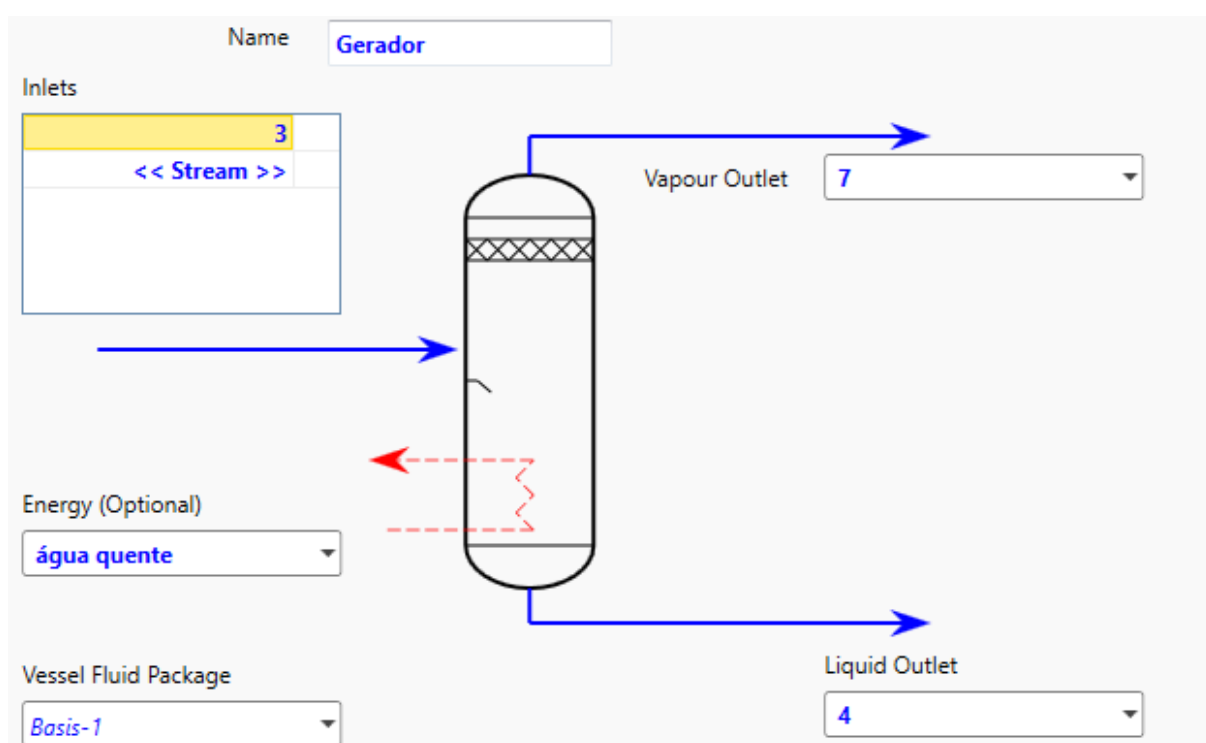 Name
Gerador
Inlets
3
<< Stream >>
Vapour Outlet
7
Energy (Optional)
água quente
Vessel Fluid Package
Basis-1
Liquid Outlet
4